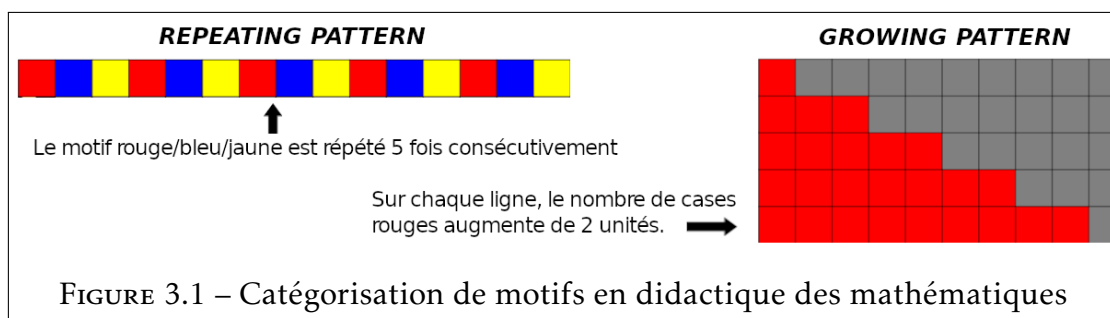 REPEATING PATTERN
Le motif rouge/bleu/jaune est répété 5 fois consécutivement
GROWING PATTERN
Sur chaque ligne, le nombre de cases
rouges augmente de 2 unités.
FIGURE 3.1 – Catégorisation de motifs en didactique des mathématiques